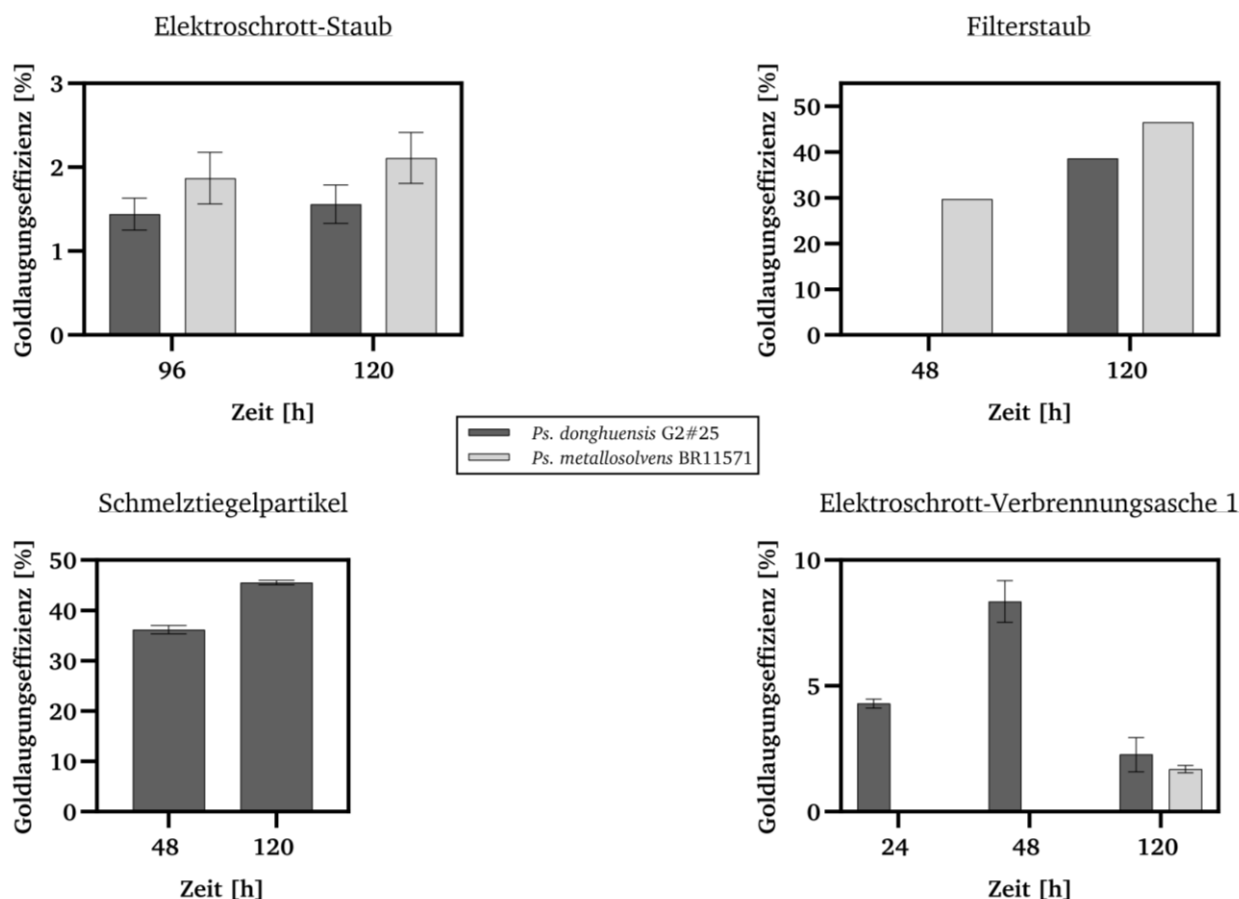 Elektroschrott-Staub
Goldlaugungseffizienz [%]
3
2
1
0
96 120
Zeit [h]
Filterstaub
Goldlaugungseffizienz [%]
50
40
30
20
10
0
48 120
Zeit [h]
Ps. donghuensis G2#25
Ps. metallosolvens BR11571
Schmelztiegelpartikel
Goldlaugungseffizienz [%]
50
40
30
20
10
0
48 120
Zeit [h]
Elektroschrott-Verbrennungsasche 1
Goldlaugungseffizienz [%]
10
5
0
24 48 120
Zeit [h]